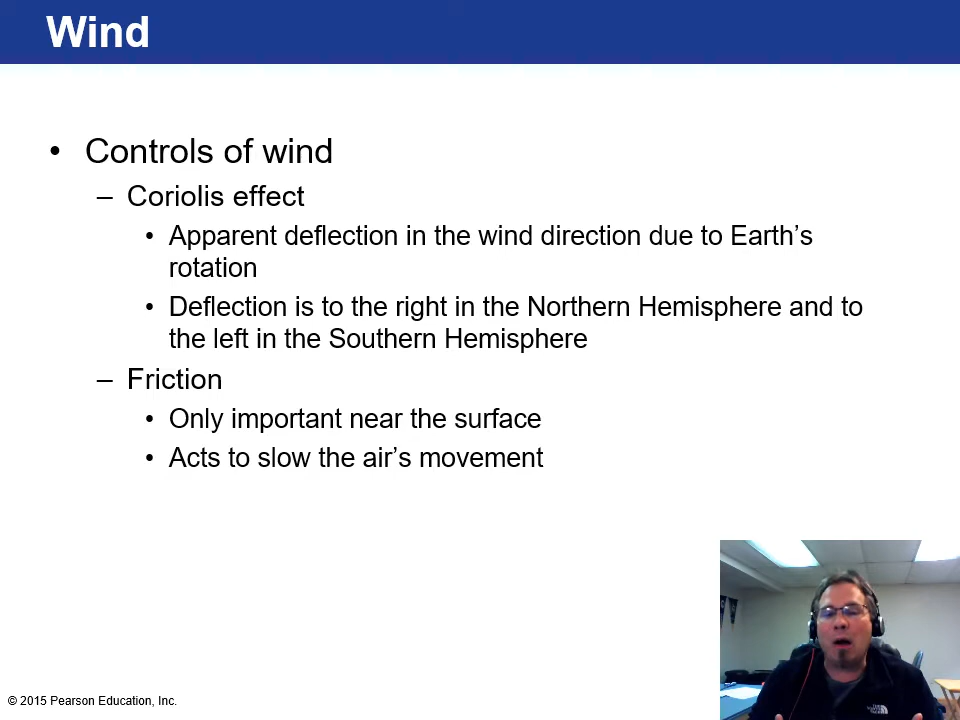 Wind
• Controls of wind
– Coriolis effect
• Apparent deflection in the wind direction due to Earth’s
rotation
• Deflection is to the right in the Northern Hemisphere and to
the left in the Southern Hemisphere
– Friction
• Only important near the surface
• Acts to slow the air’s movement
© 2015 Pearson Education, Inc.